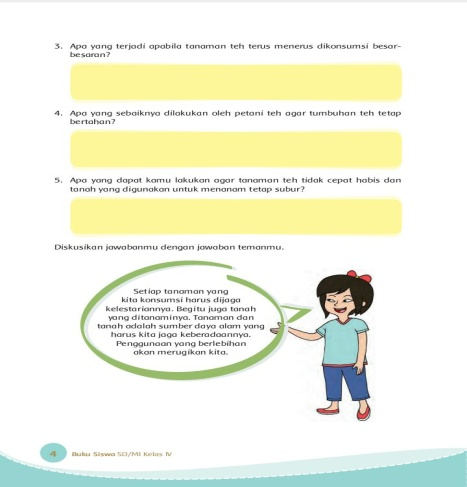 3. Apa yang terjadi apabila tanaman teh terus menerus dikonsumsi besar-
besaran?
4. Apa yang sebaiknya dilakukan oleh petani teh agar tumbuhan teh tetap
bertahan?
5. Apa yang dapat kamu lakukan agar tanaman teh tidak cepat habis dan
tanah yang digunakan untuk menanam tetap subur?
Diskusikan jawabanmu dengan jawaban temanmu.
Setiap tanaman yang
kita konsumsi harus dijaga
kelestariannya. Begitu juga tanah
yang ditanaminya. Tanaman dan
tanah adalah sumber daya alam yang
harus kita jaga keberadaannya.
Penggunaan yang berlebihan
akan merugikan kita.
4 Buku Siswa SD/MI Kelas IV